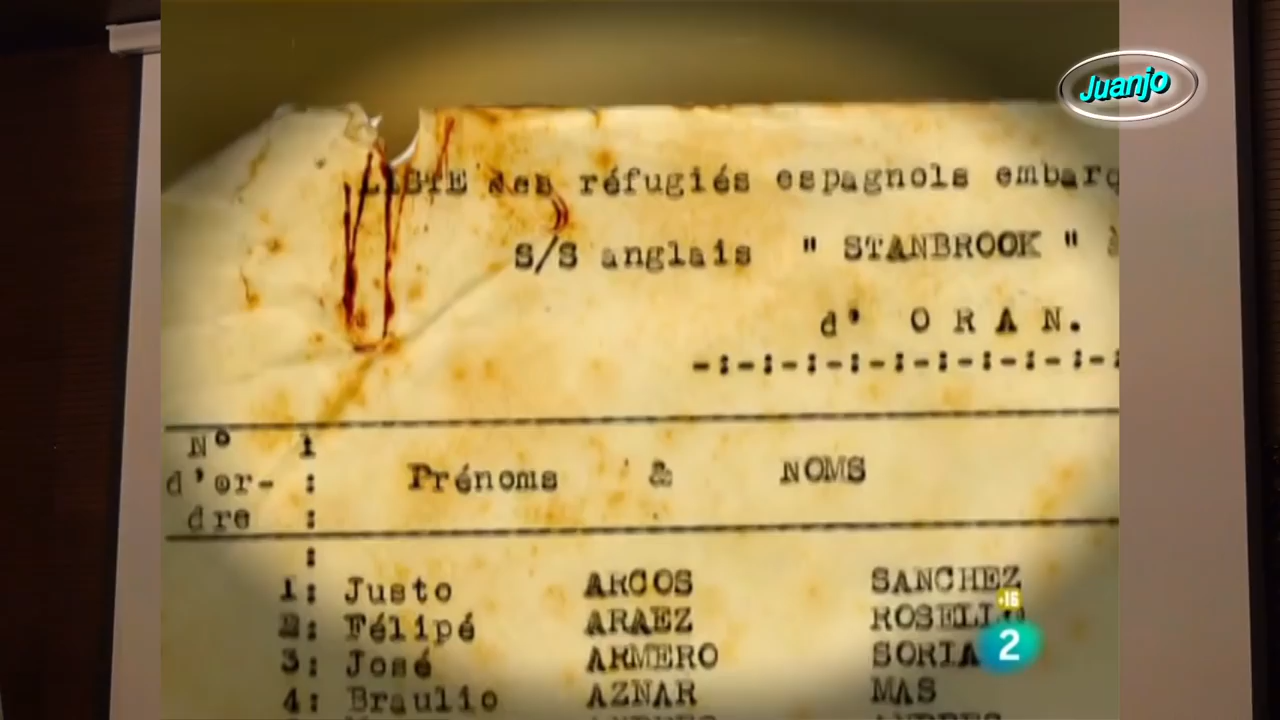 Juanjo
LISTE des réfugiés espagnols embarq
S/S anglais " STANBROOK " à
d' O R A N.
-:-:-:-:-:-:-:-:-:-:
N° :
d'or- : Prénoms & NOMS
dre :
:
1: Justo ARCOS SANCHEZ
2: Félipé ARAEZ ROSELLO
3: José ARMERO SORIA
4: Braulio AZNAR MAS
+16
2